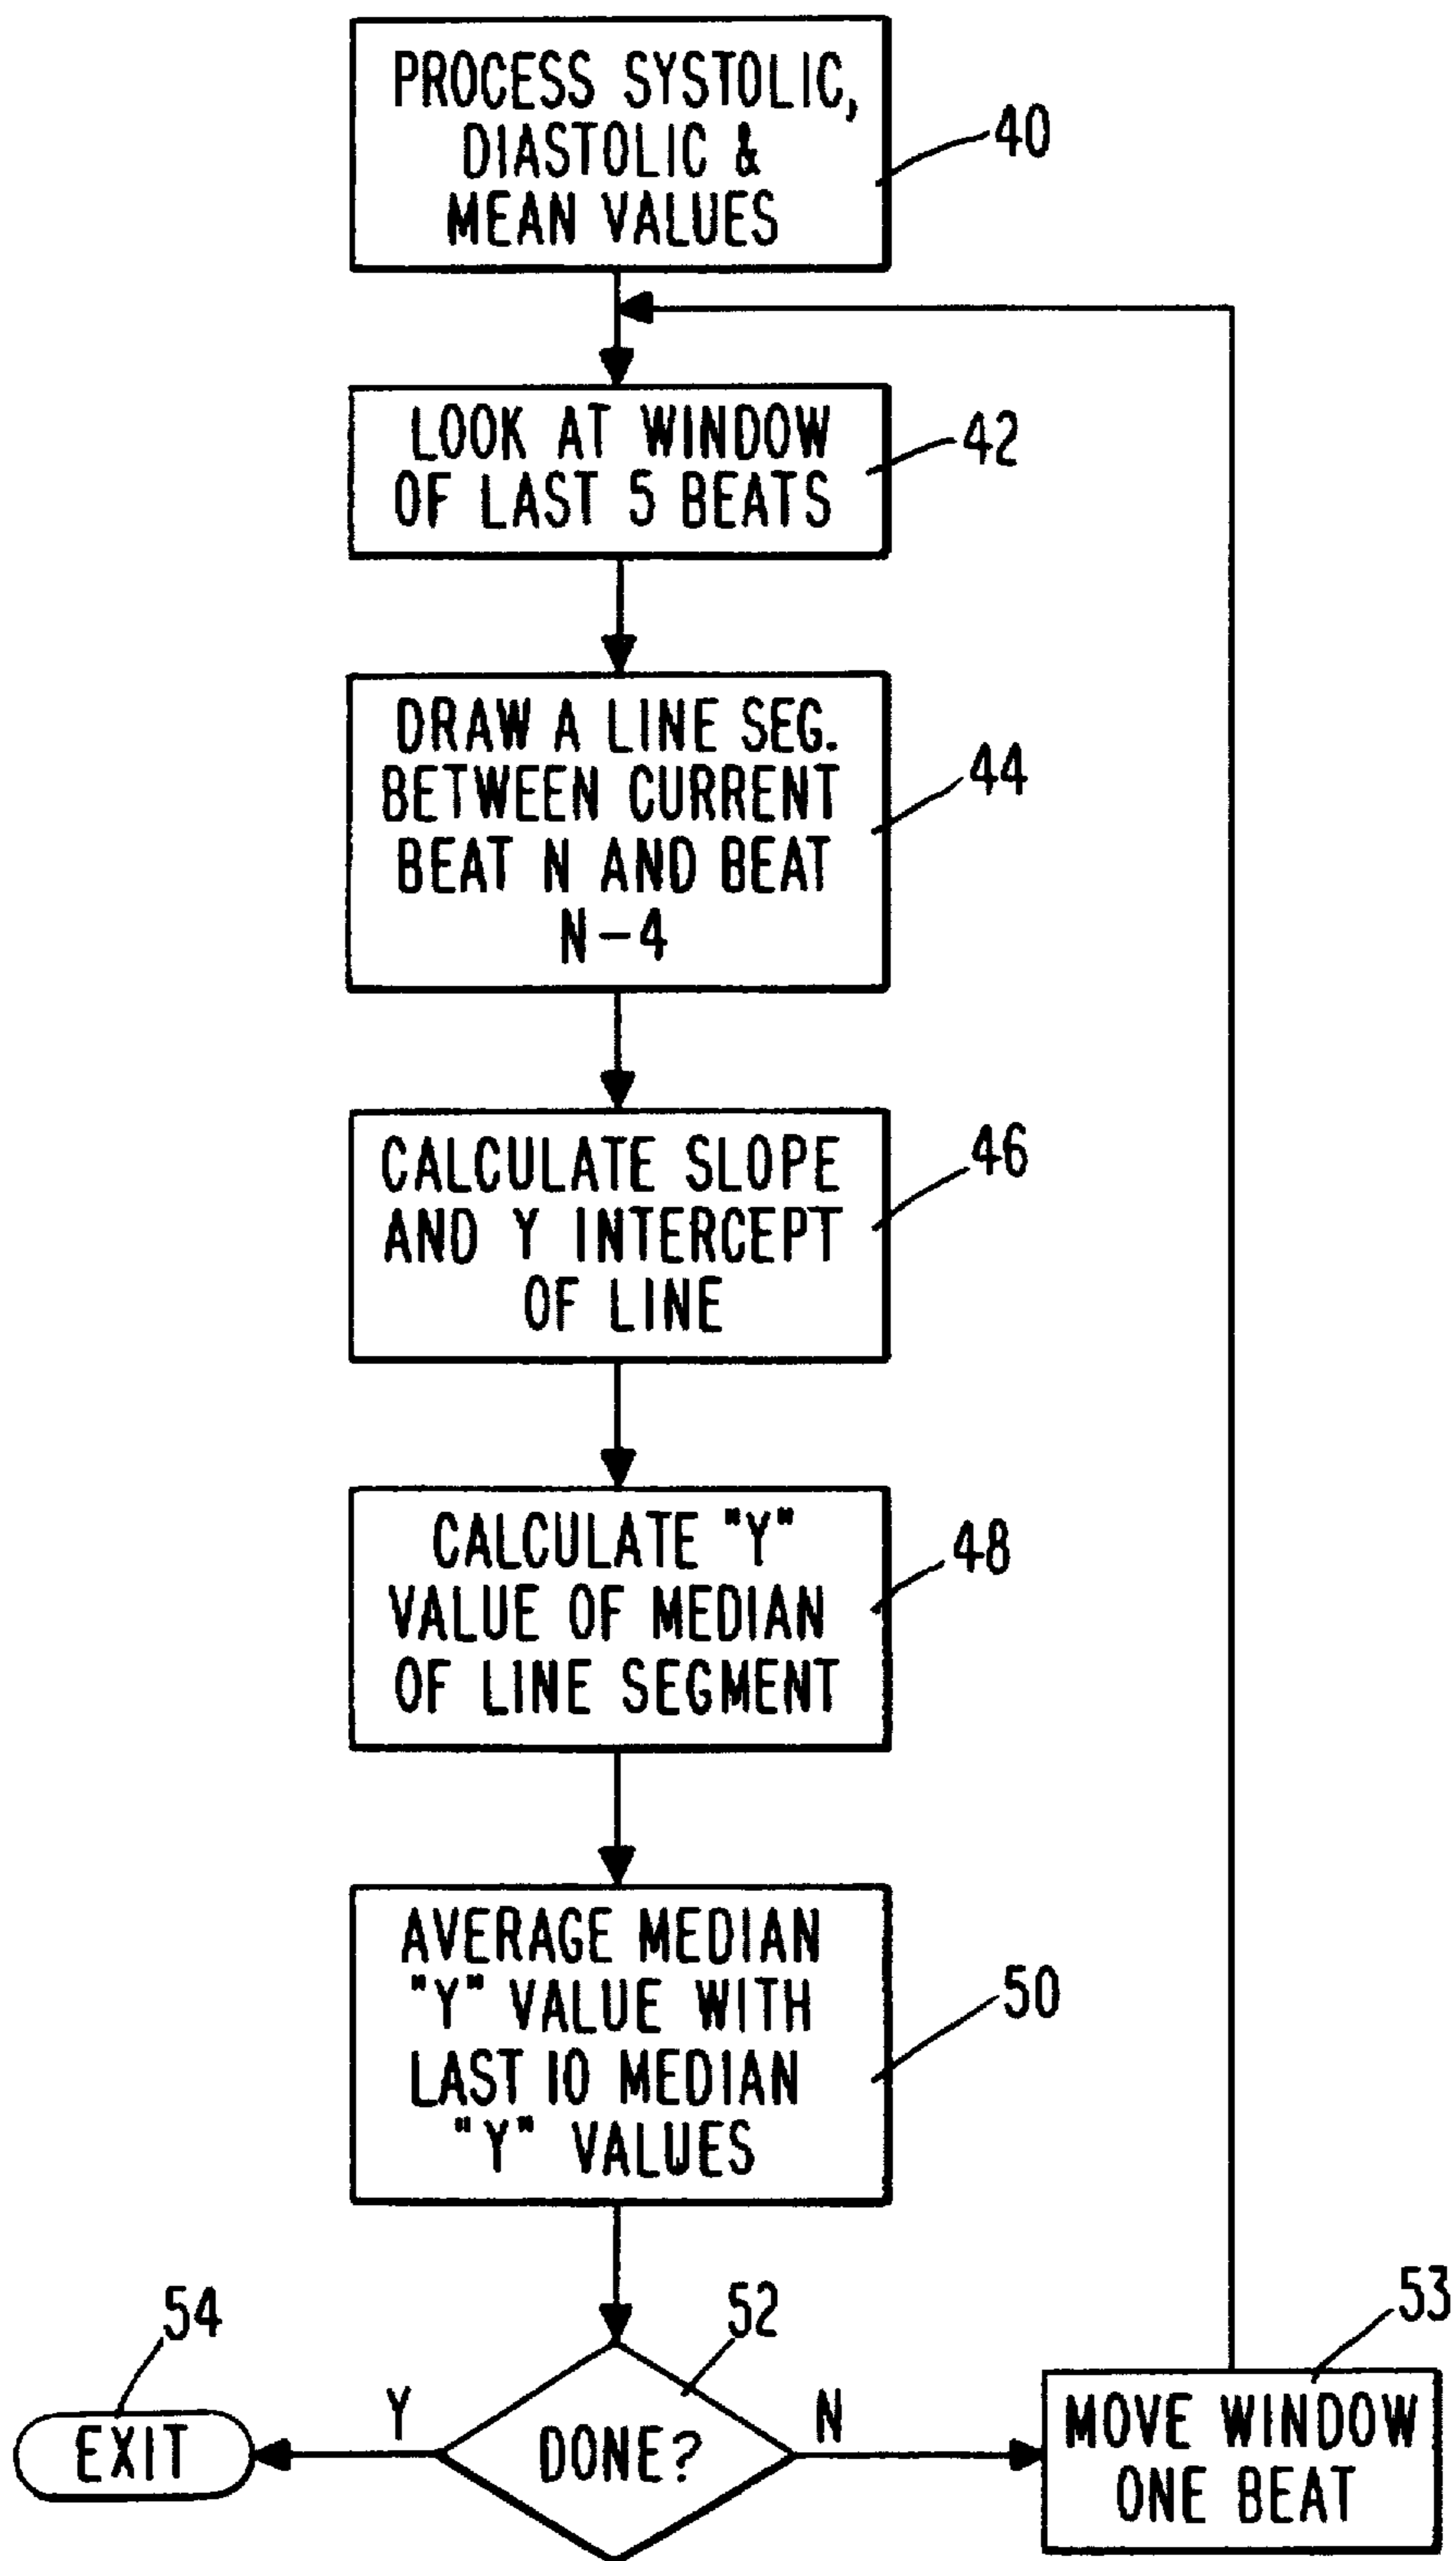 PROCESS SYSTOLIC,
DIASTOLIC &
MEAN VALUES
40
LOOK AT WINDOW
OF LAST 5 BEATS
42
DRAW A LINE SEG.
BETWEEN CURRENT
BEAT N AND BEAT
N-4
44
CALCULATE SLOPE
AND Y INTERCEPT
OF LINE
46
CALCULATE "Y"
VALUE OF MEDIAN
OF LINE SEGMENT
48
AVERAGE MEDIAN
"Y" VALUE WITH
LAST 10 MEDIAN
"Y" VALUES
50
54
EXIT
Y
DONE?
52
N
53
MOVE WINDOW
ONE BEAT